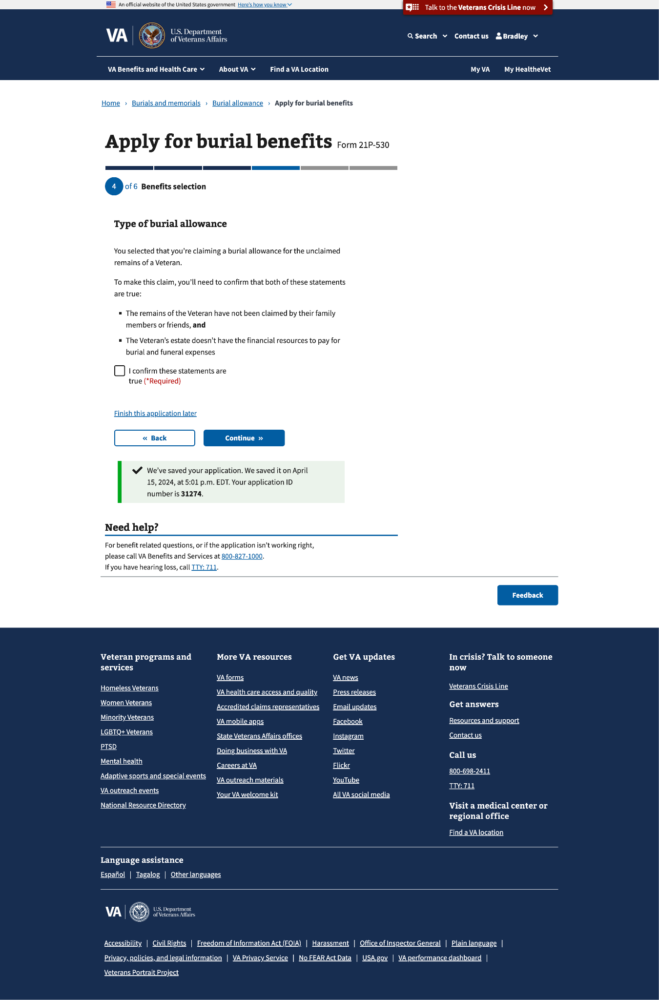 An official website of the United States government Here's how you know
Talk to the Veterans Crisis Line now
VA
U.S. Department
of Veterans Affairs
Search
Contact us
Bradley
VA Benefits and Health Care
About VA
Find a VA Location
My VA
My HealtheVet
Home › Burials and memorials › Burial allowance › Apply for burial benefits
Apply for burial benefits Form 21P-530
4 of 6 Benefits selection
Type of burial allowance
You selected that you’re claiming a burial allowance for the unclaimed
remains of a Veteran.
To make this claim, you’ll need to confirm that both of these statements
are true:
▪ The remains of the Veteran have not been claimed by their family
members or friends, and
▪ The Veteran’s estate doesn’t have the financial resources to pay for
burial and funeral expenses
I confirm these statements are
true (*Required)
Finish this application later
« Back
Continue »
We’ve saved your application. We saved it on April
15, 2024, at 5:01 p.m. EDT. Your application ID
number is 31274.
Need help?
For benefit related questions, or if the application isn’t working right,
please call VA Benefits and Services at 800-827-1000.
If you have hearing loss, call TTY: 711.
Feedback
Veteran programs and
services
Homeless Veterans
Women Veterans
Minority Veterans
LGBTQ+ Veterans
PTSD
Mental health
Adaptive sports and special events
VA outreach events
National Resource Directory
More VA resources
VA forms
VA health care access and quality
Accredited claims representatives
VA mobile apps
State Veterans Affairs offices
Doing business with VA
Careers at VA
VA outreach materials
Your VA welcome kit
Get VA updates
VA news
Press releases
Email updates
Facebook
Instagram
Twitter
Flickr
YouTube
All VA social media
In crisis? Talk to someone
now
Veterans Crisis Line
Get answers
Resources and support
Contact us
Call us
800-698-2411
TTY: 711
Visit a medical center or
regional office
Find a VA location
Language assistance
Español | Tagalog | Other languages
VA
U.S. Department
of Veterans Affairs
Accessibility | Civil Rights | Freedom of Information Act (FOIA) | Harassment | Office of Inspector General | Plain language |
Privacy, policies, and legal information | VA Privacy Service | No FEAR Act Data | USA.gov | VA performance dashboard |
Veterans Portrait Project